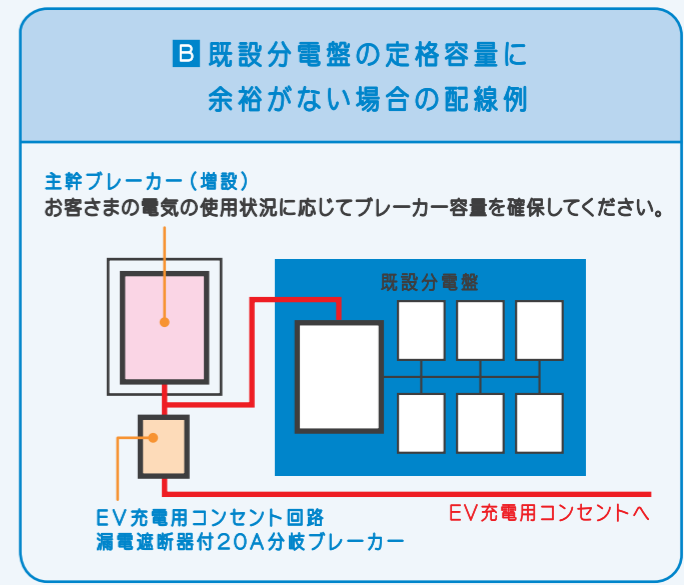 B 既設分電盤の定格容量に
余裕がない場合の配線例
主幹ブレーカー（増設）
お客さまの電気の使用状況に応じてブレーカー容量を確保してください。
既設分電盤
EV充電用コンセントへ
EV充電用コンセント回路
漏電遮断器付20A分岐ブレーカー